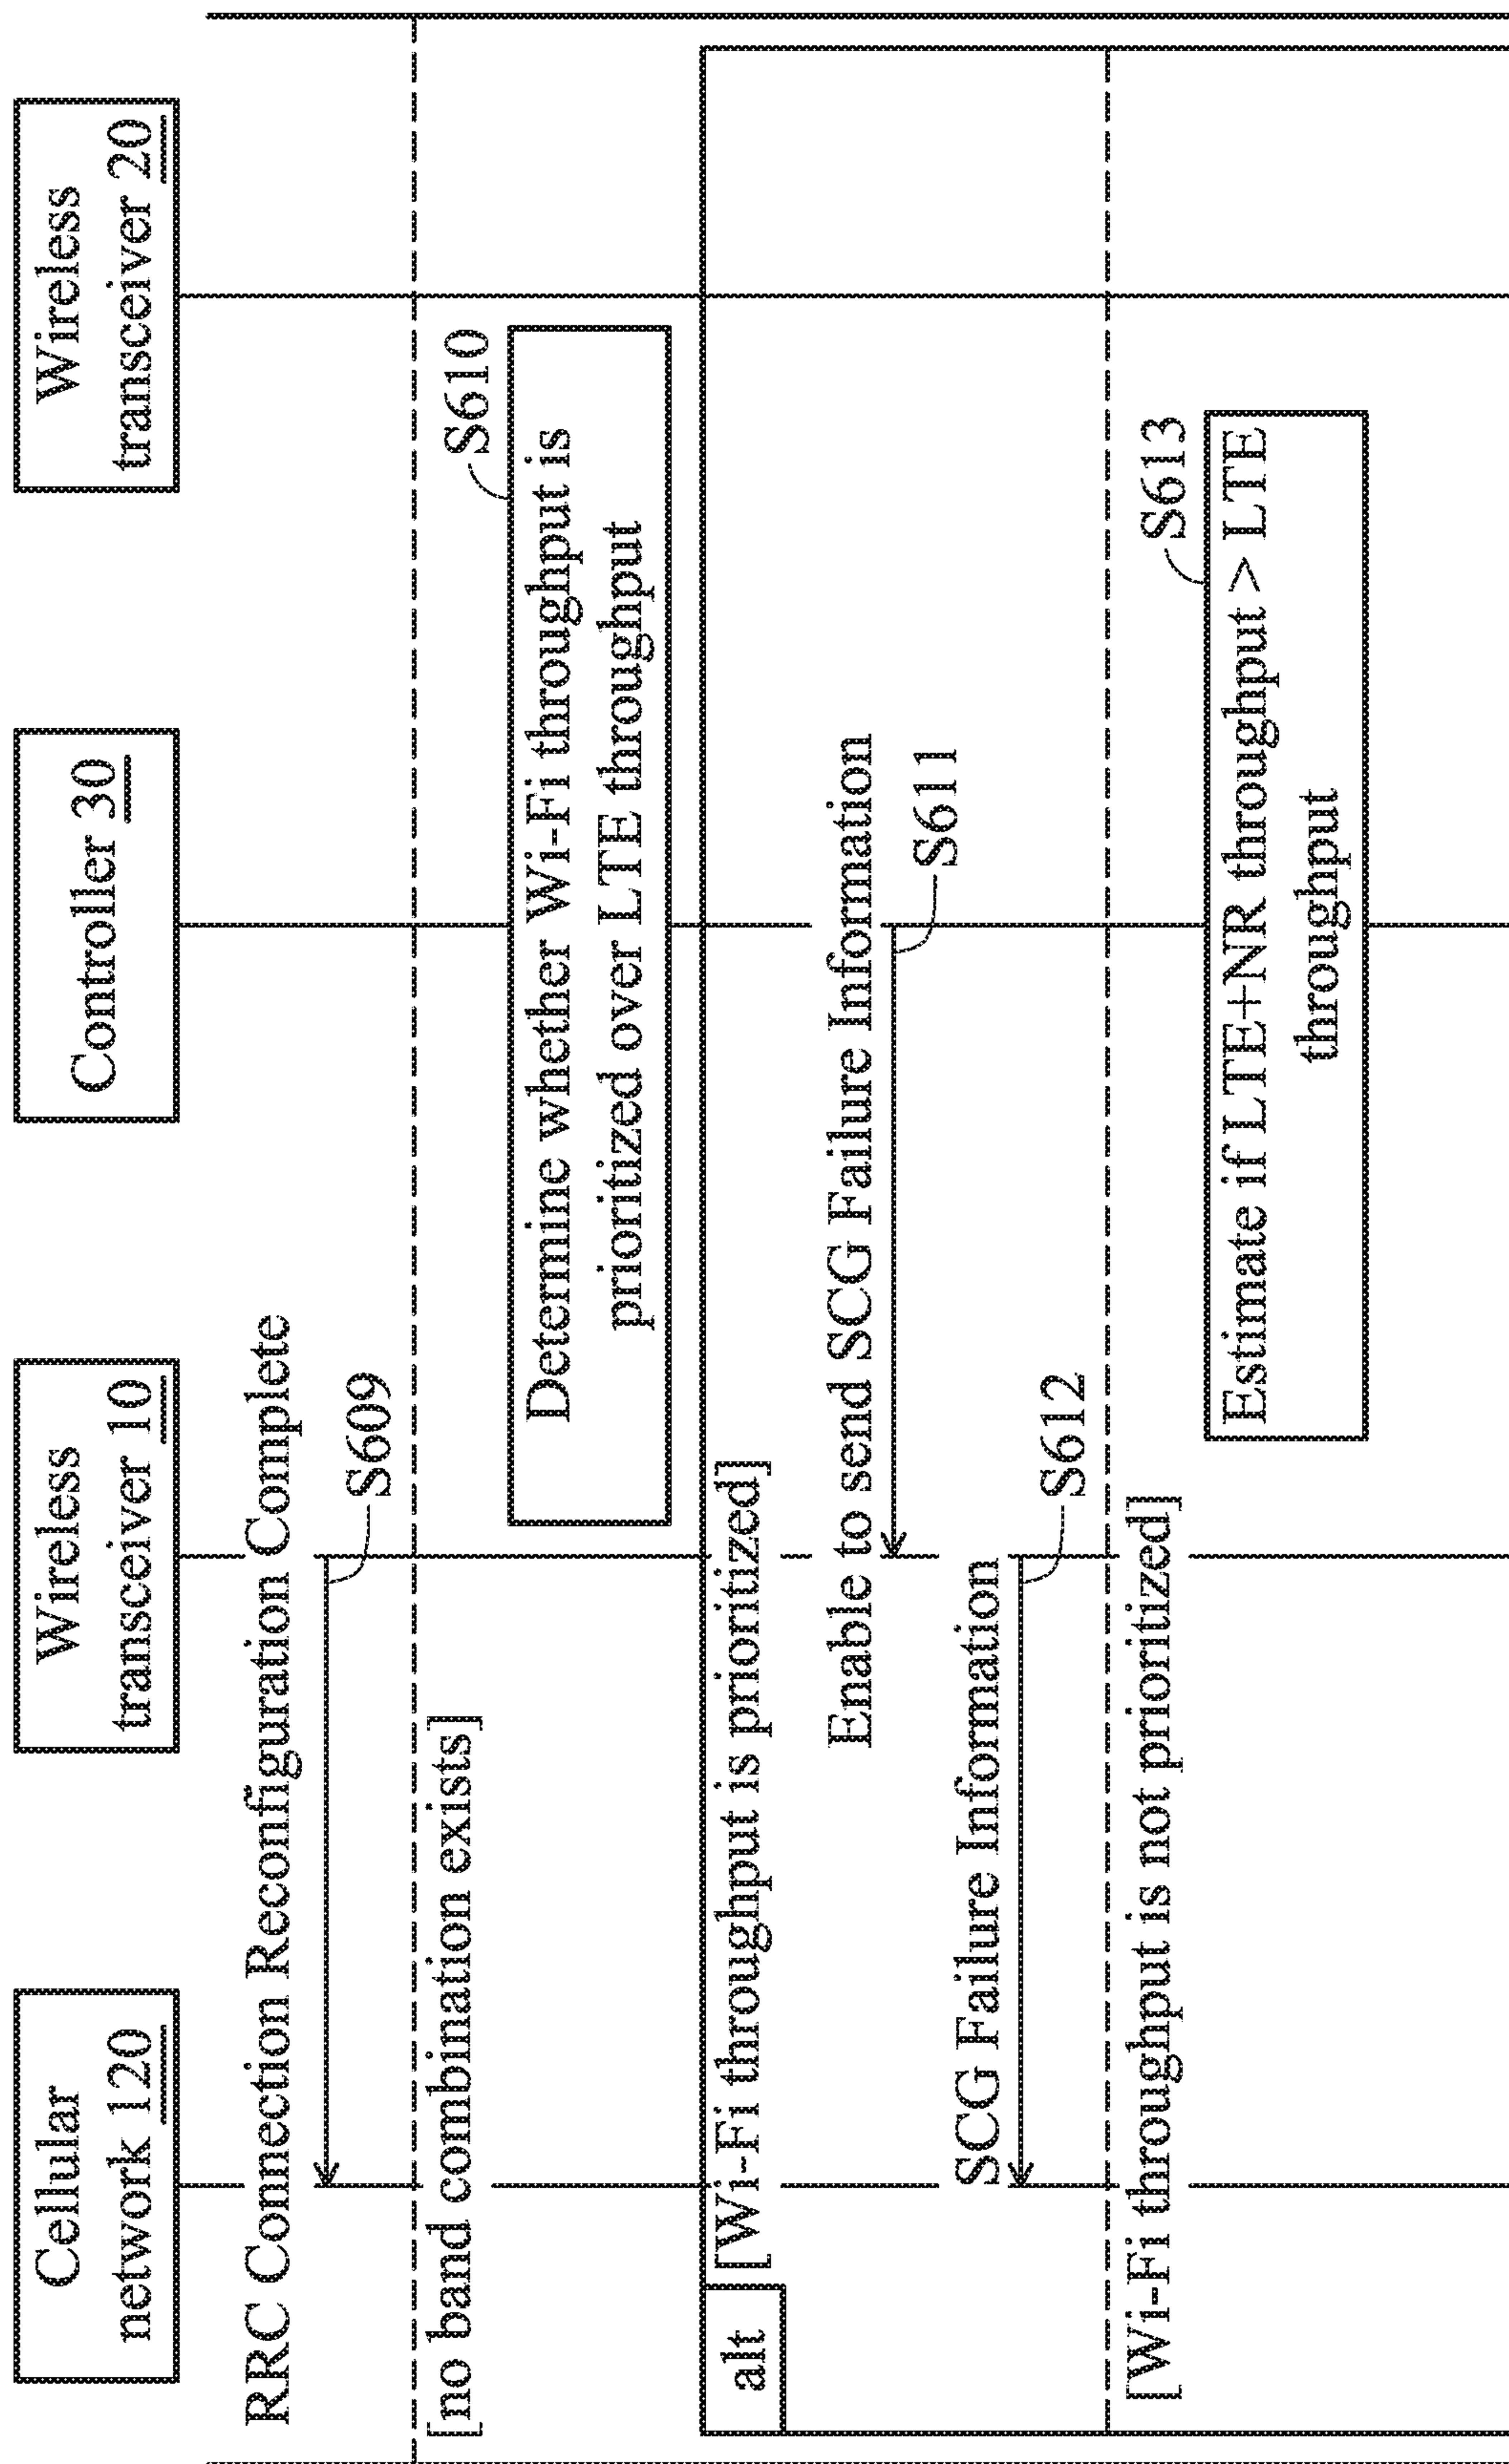 Cellular
network 120
Wireless
transceiver 10
Controller 30
Wireless
transceiver 20
RRC Connection Reconfiguration Complete
S609
[no band combination exists]
S610
Determine whether Wi-Fi throughput is
prioritized over LTE throughput
alt
[Wi-Fi throughput is prioritized]
Enable to send SCG Failure Information
S611
SCG Failure Information
S612
[Wi-Fi throughput is not prioritized]
S613
Estimate if LTE+NR throughput > LTE
throughput